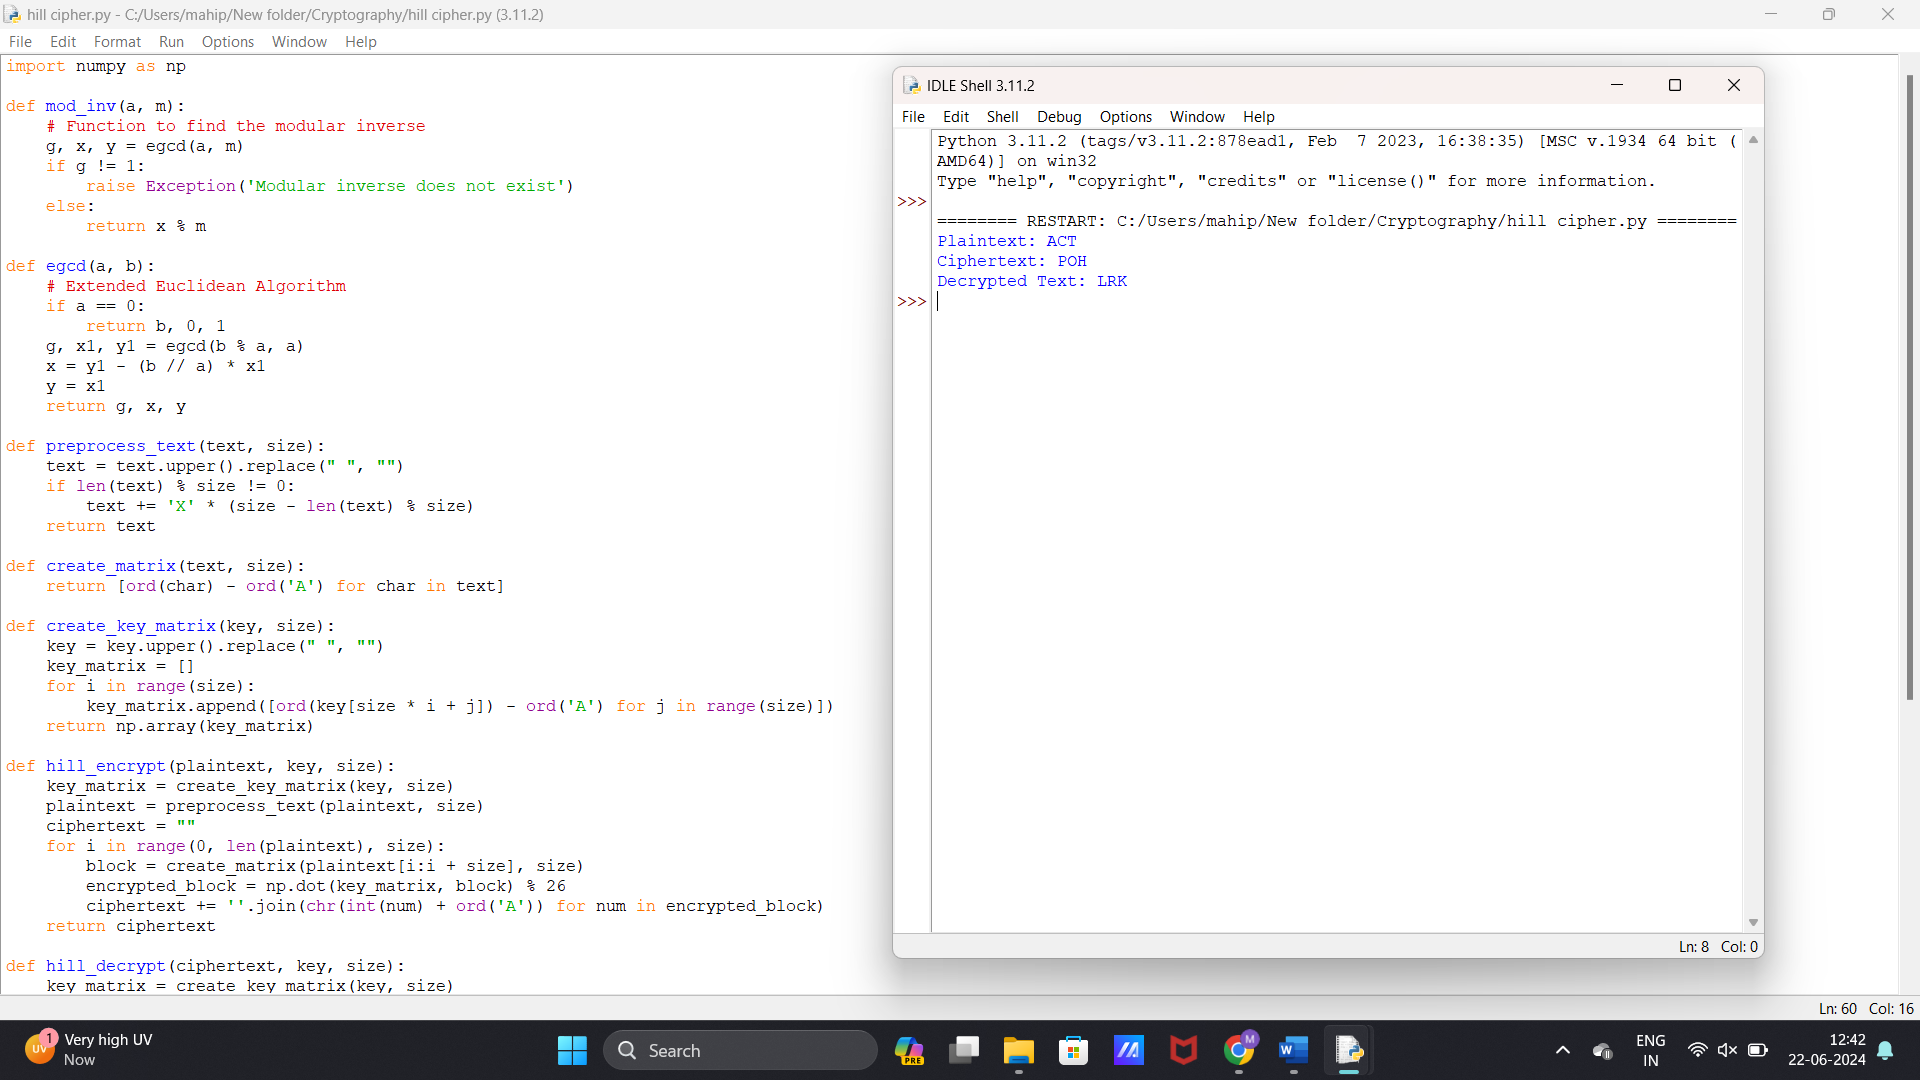 hill cipher.py - C:/Users/mahip/New folder/Cryptography/hill cipher.py (3.11.2)
File Edit Format Run Options Window Help
import numpy as np

def mod_inv(a, m):
    # Function to find the modular inverse
    g, x, y = egcd(a, m)
    if g != 1:
        raise Exception('Modular inverse does not exist')
    else:
        return x % m

def egcd(a, b):
    # Extended Euclidean Algorithm
    if a == 0:
        return b, 0, 1
    g, x1, y1 = egcd(b % a, a)
    x = y1 - (b // a) * x1
    y = x1
    return g, x, y

def preprocess_text(text, size):
    text = text.upper().replace(" ", "")
    if len(text) % size != 0:
        text += 'X' * (size - len(text) % size)
    return text

def create_matrix(text, size):
    return [ord(char) - ord('A') for char in text]

def create_key_matrix(key, size):
    key = key.upper().replace(" ", "")
    key_matrix = []
    for i in range(size):
        key_matrix.append([ord(key[size * i + j]) - ord('A') for j in range(size)])
    return np.array(key_matrix)

def hill_encrypt(plaintext, key, size):
    key_matrix = create_key_matrix(key, size)
    plaintext = preprocess_text(plaintext, size)
    ciphertext = ""
    for i in range(0, len(plaintext), size):
        block = create_matrix(plaintext[i:i + size], size)
        encrypted_block = np.dot(key_matrix, block) % 26
        ciphertext += ''.join(chr(int(num) + ord('A')) for num in encrypted_block)
    return ciphertext

def hill_decrypt(ciphertext, key, size):
    key_matrix = create_key_matrix(key, size)
Ln: 60 Col: 16
IDLE Shell 3.11.2
File Edit Shell Debug Options Window Help
Python 3.11.2 (tags/v3.11.2:878ead1, Feb  7 2023, 16:38:35) [MSC v.1934 64 bit (
AMD64)] on win32
Type "help", "copyright", "credits" or "license()" for more information.
>>>
======== RESTART: C:/Users/mahip/New folder/Cryptography/hill cipher.py ========
Plaintext: ACT
Ciphertext: POH
Decrypted Text: LRK
>>>
Ln: 8 Col: 0
UV
1
Very high UV
Now
Search
PRE
M
W
ENG
IN
12:42
22-06-2024